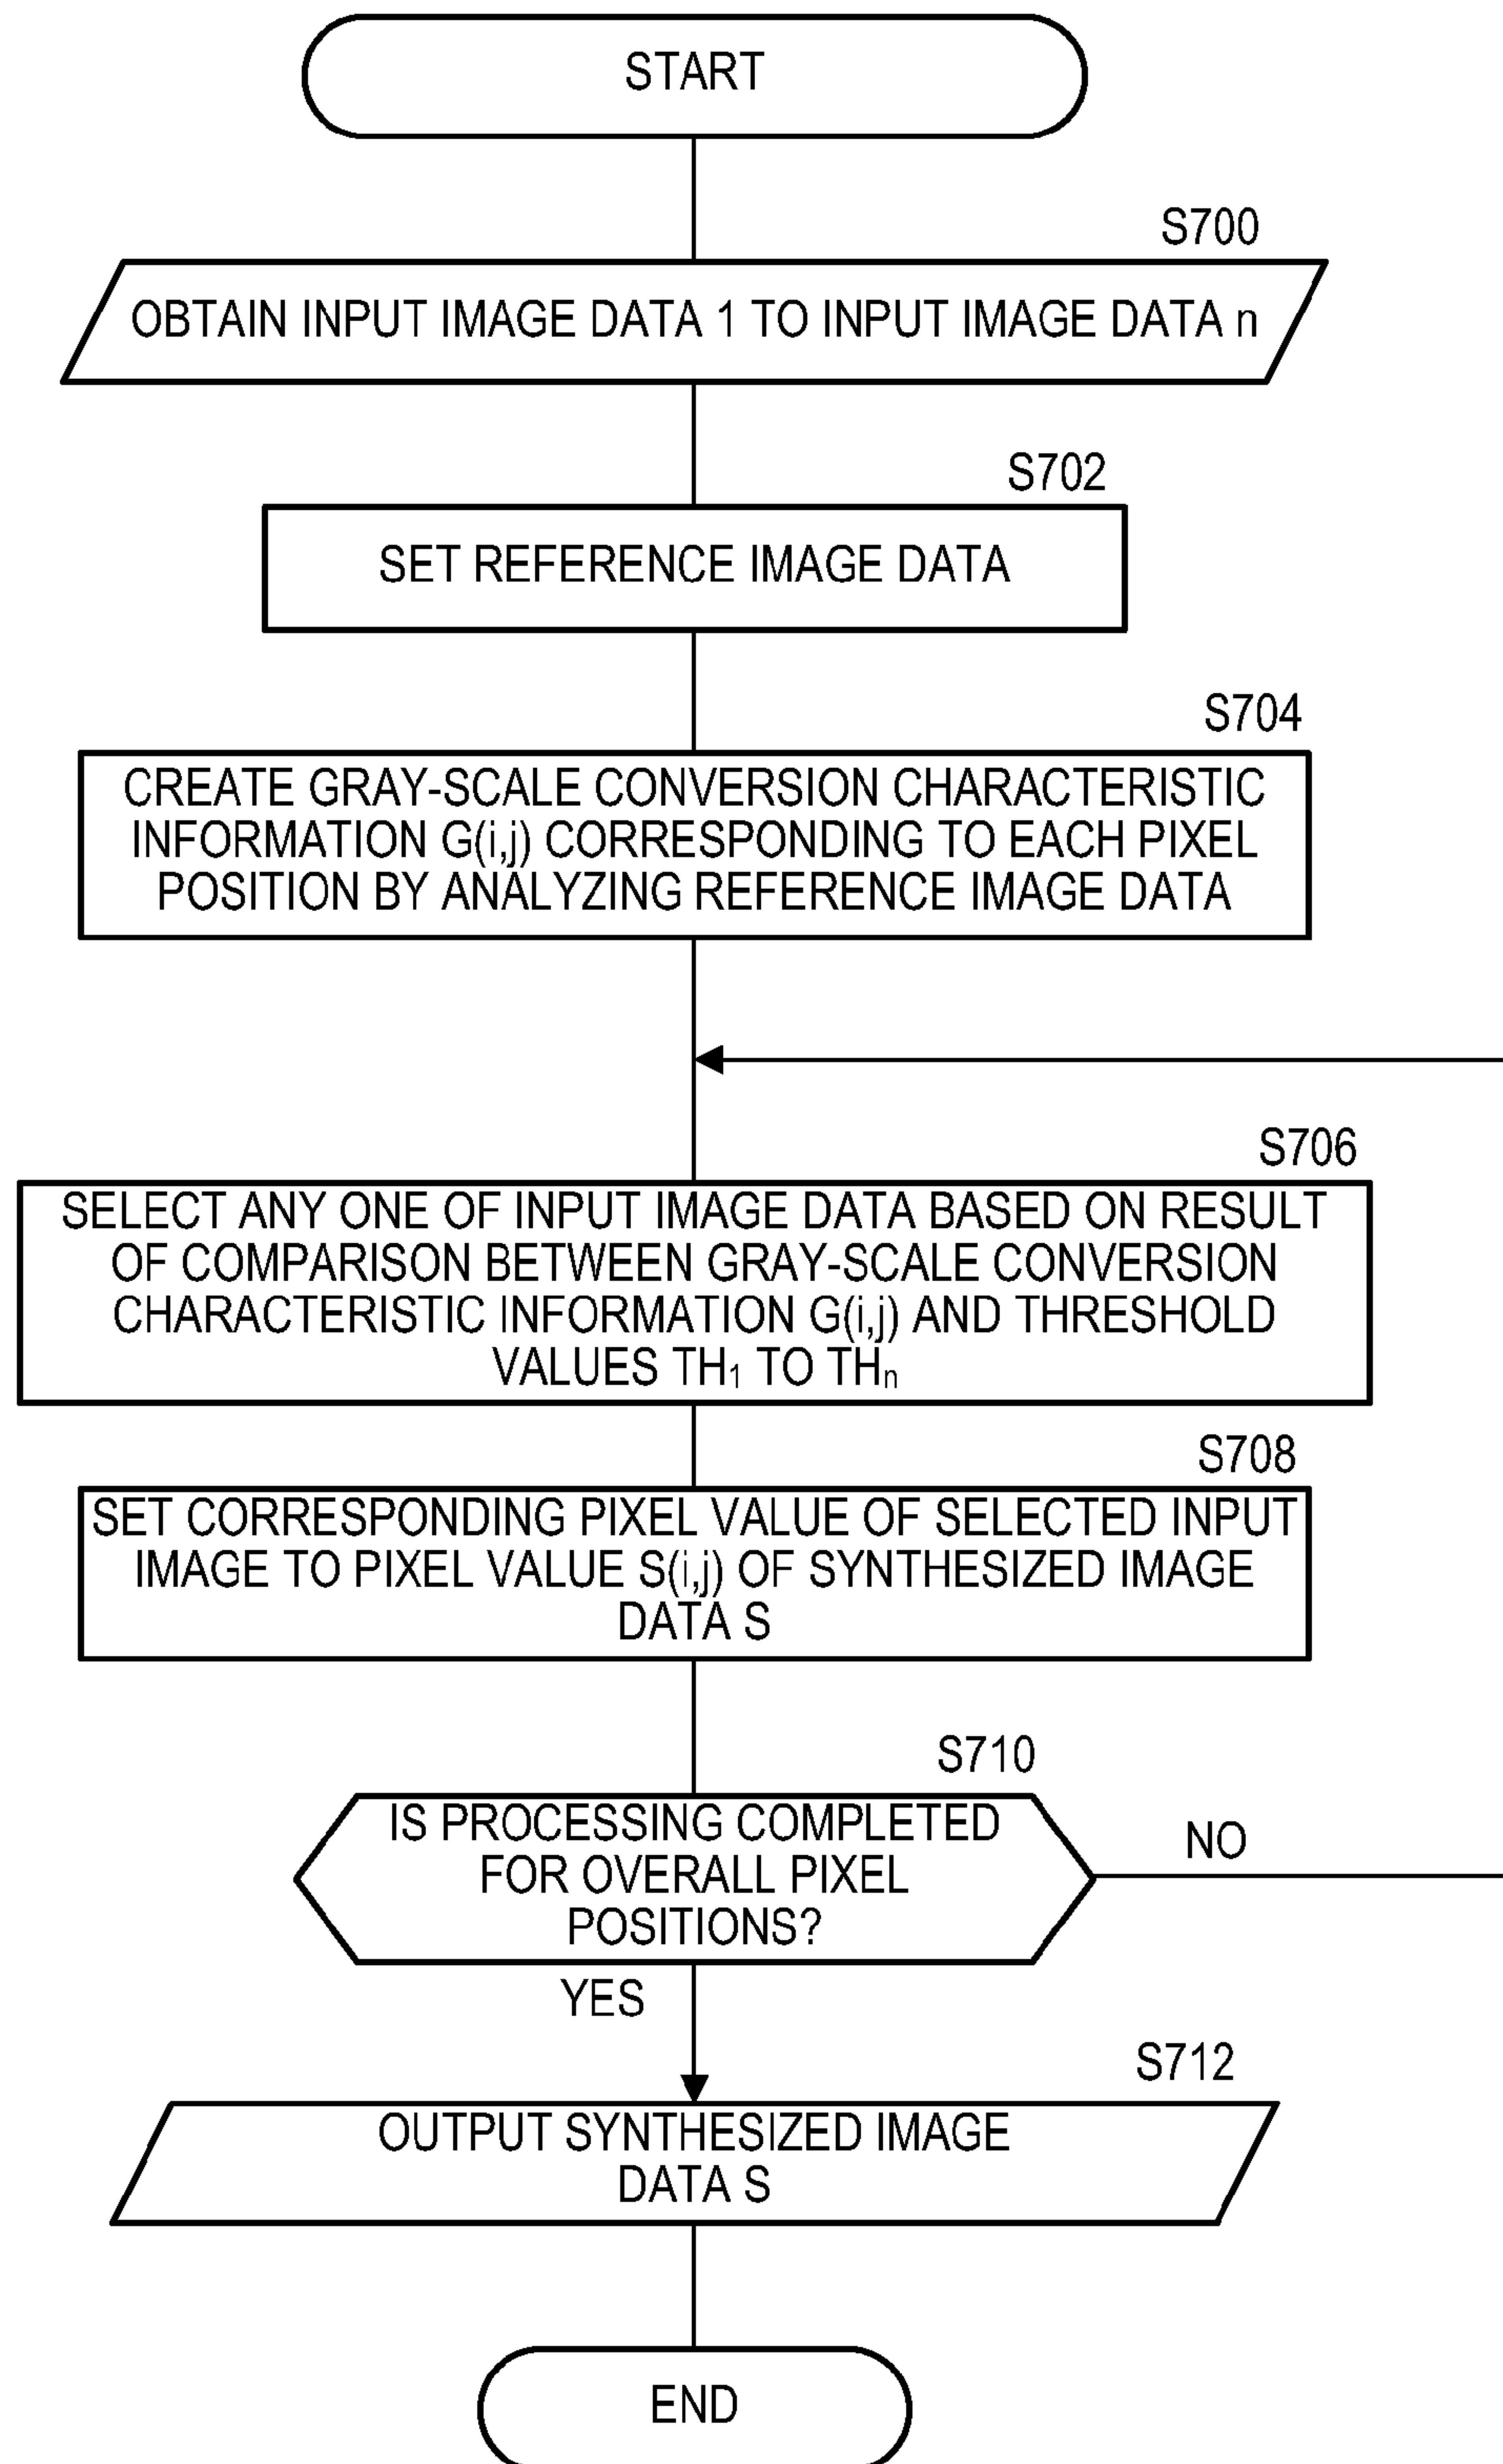 START
S700
OBTAIN INPUT IMAGE DATA 1 TO INPUT IMAGE DATA n
S702
SET REFERENCE IMAGE DATA
S704
CREATE GRAY-SCALE CONVERSION CHARACTERISTIC
INFORMATION G(i,j) CORRESPONDING TO EACH PIXEL
POSITION BY ANALYZING REFERENCE IMAGE DATA
S706
SELECT ANY ONE OF INPUT IMAGE DATA BASED ON RESULT
OF COMPARISON BETWEEN GRAY-SCALE CONVERSION
CHARACTERISTIC INFORMATION G(i,j) AND THRESHOLD
VALUES TH₁ TO THₙ
S708
SET CORRESPONDING PIXEL VALUE OF SELECTED INPUT
IMAGE TO PIXEL VALUE S(i,j) OF SYNTHESIZED IMAGE
DATA S
S710
IS PROCESSING COMPLETED
FOR OVERALL PIXEL
POSITIONS?
NO
YES
S712
OUTPUT SYNTHESIZED IMAGE
DATA S
END